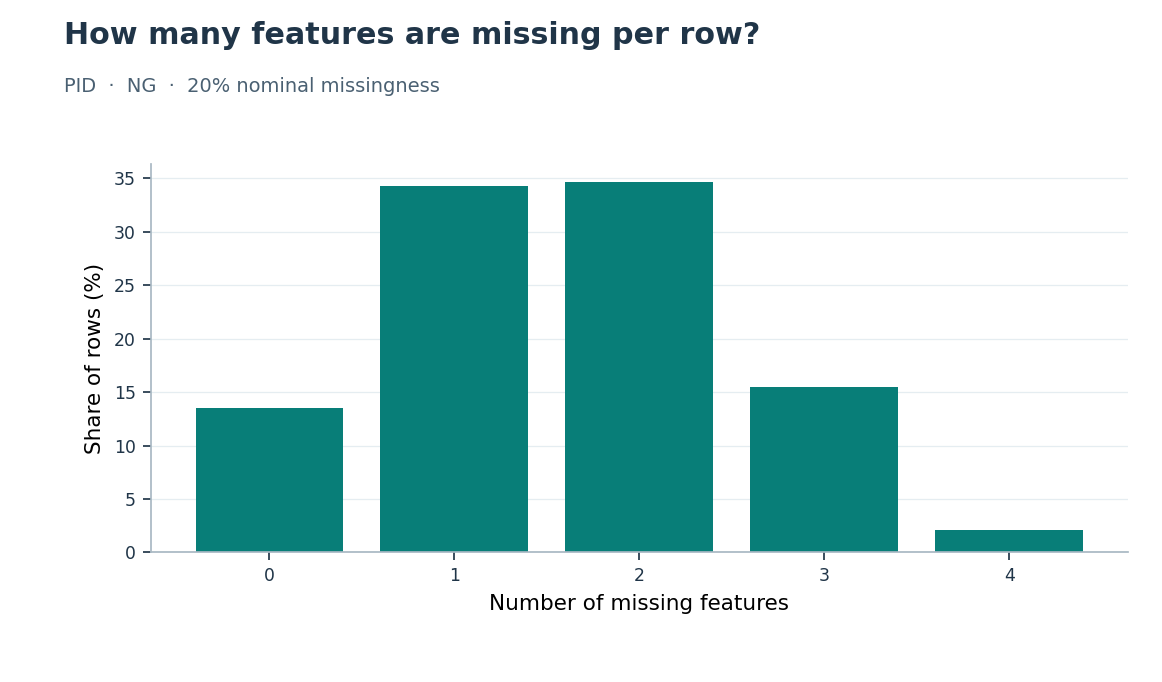 How many features are missing per row?
PID · NG · 20% nominal missingness
Share of rows (%)
35
30
25
20
15
10
5
0
0 1 2 3 4
Number of missing features